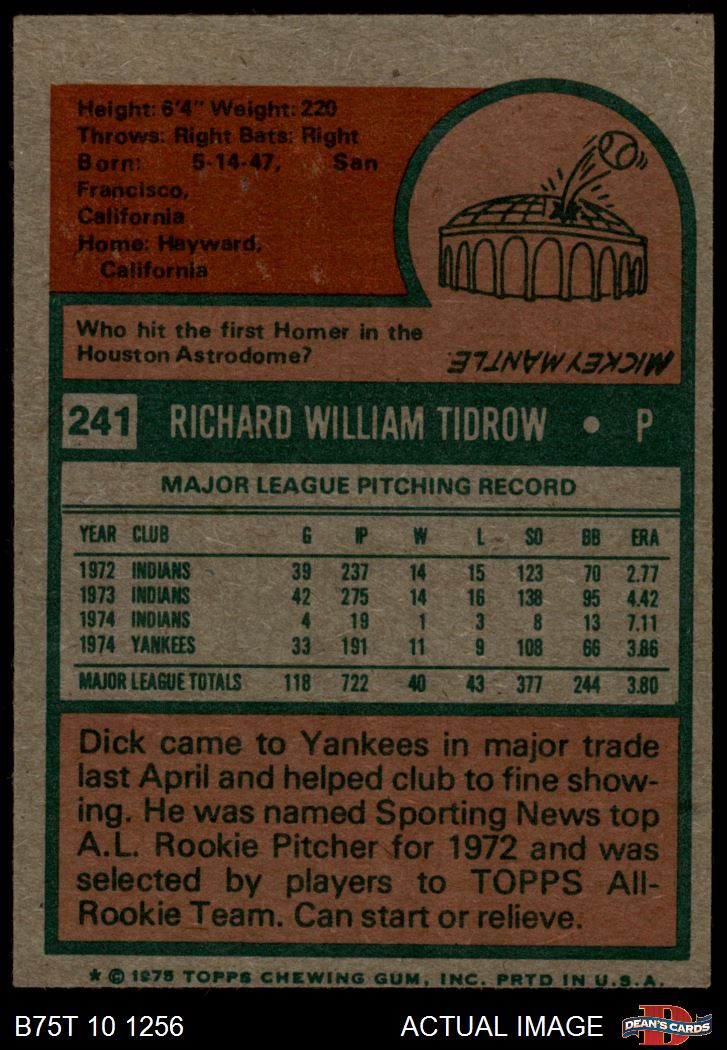 Height: 6'4" Weight: 220
Throws: Right Bats: Right
Born: 5-14-47, San
Francisco,
California
Home: Hayward,
California
Who hit the first Homer in the
Houston Astrodome?
MICKEY MANTLE.
241 RICHARD WILLIAM TIDROW • P
MAJOR LEAGUE PITCHING RECORD
YEAR CLUB G IP W L SO BB ERA
1972 INDIANS 39 237 14 15 123 70 2.77
1973 INDIANS 42 275 14 16 138 95 4.42
1974 INDIANS 4 19 1 3 8 13 7.11
1974 YANKEES 33 191 11 9 108 66 3.86
MAJOR LEAGUE TOTALS 118 722 40 43 377 244 3.80
Dick came to Yankees in major trade
last April and helped club to fine show-
ing. He was named Sporting News top
A.L. Rookie Pitcher for 1972 and was
selected by players to TOPPS All-
Rookie Team. Can start or relieve.
* © 1975 TOPPS CHEWING GUM, INC. PRTD IN U.S.A.
B75T 10 1256 ACTUAL IMAGE
DEAN'S CARDS